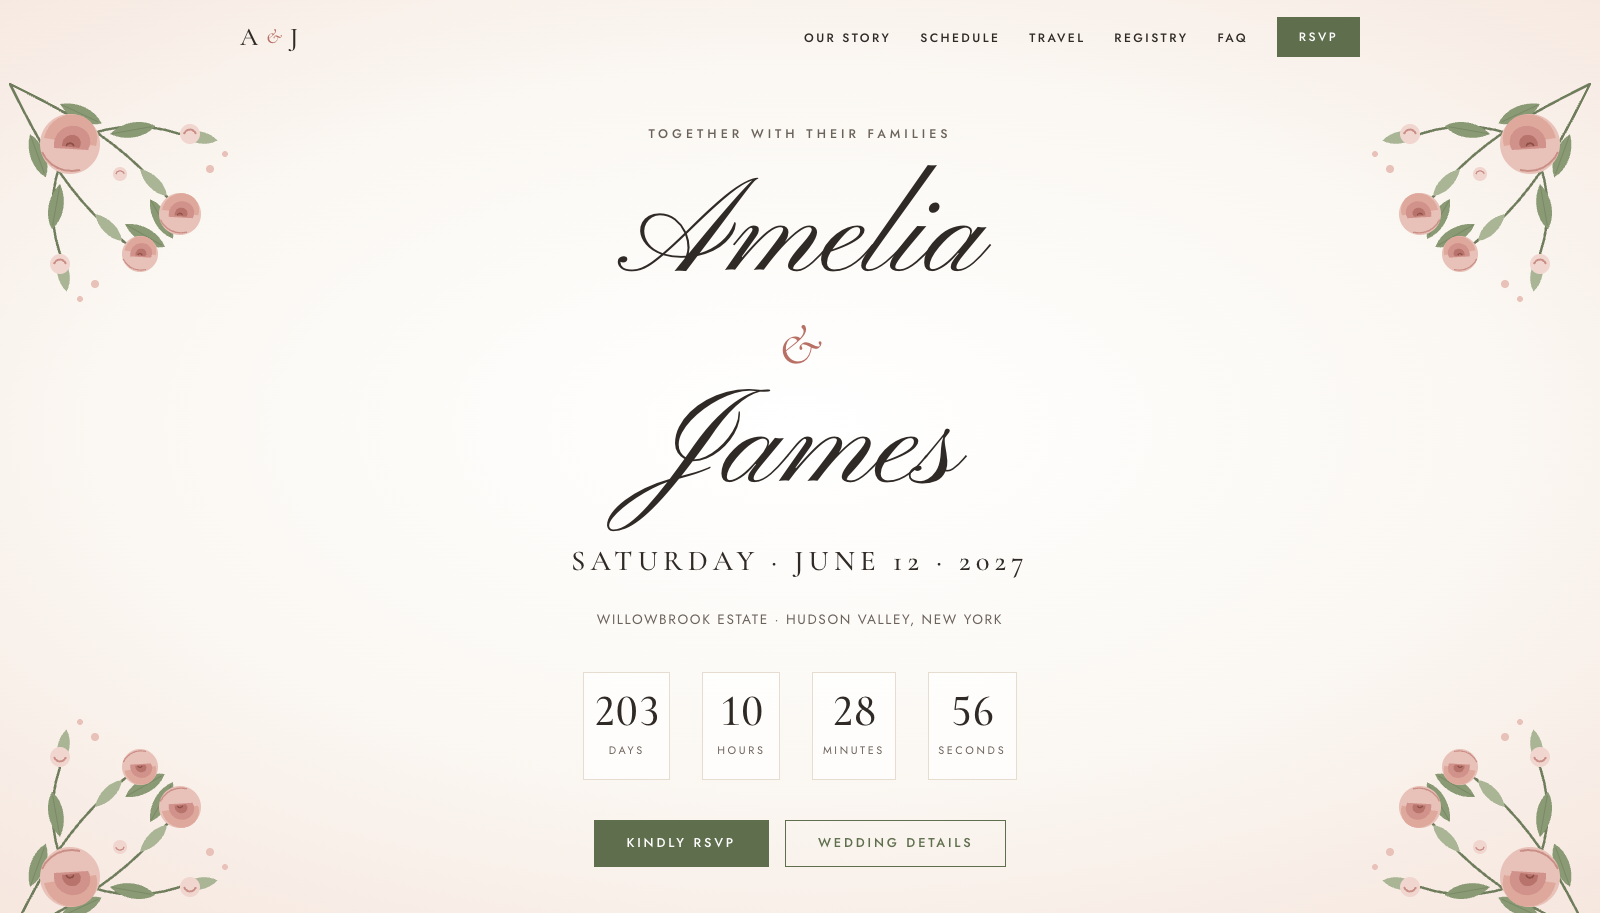 A & J
OUR STORY SCHEDULE TRAVEL REGISTRY FAQ RSVP
TOGETHER WITH THEIR FAMILIES
Amelia
&
James
SATURDAY · JUNE 12 · 2027
WILLOWBROOK ESTATE · HUDSON VALLEY, NEW YORK
203 10 28 56
DAYS HOURS MINUTES SECONDS
KINDLY RSVP WEDDING DETAILS